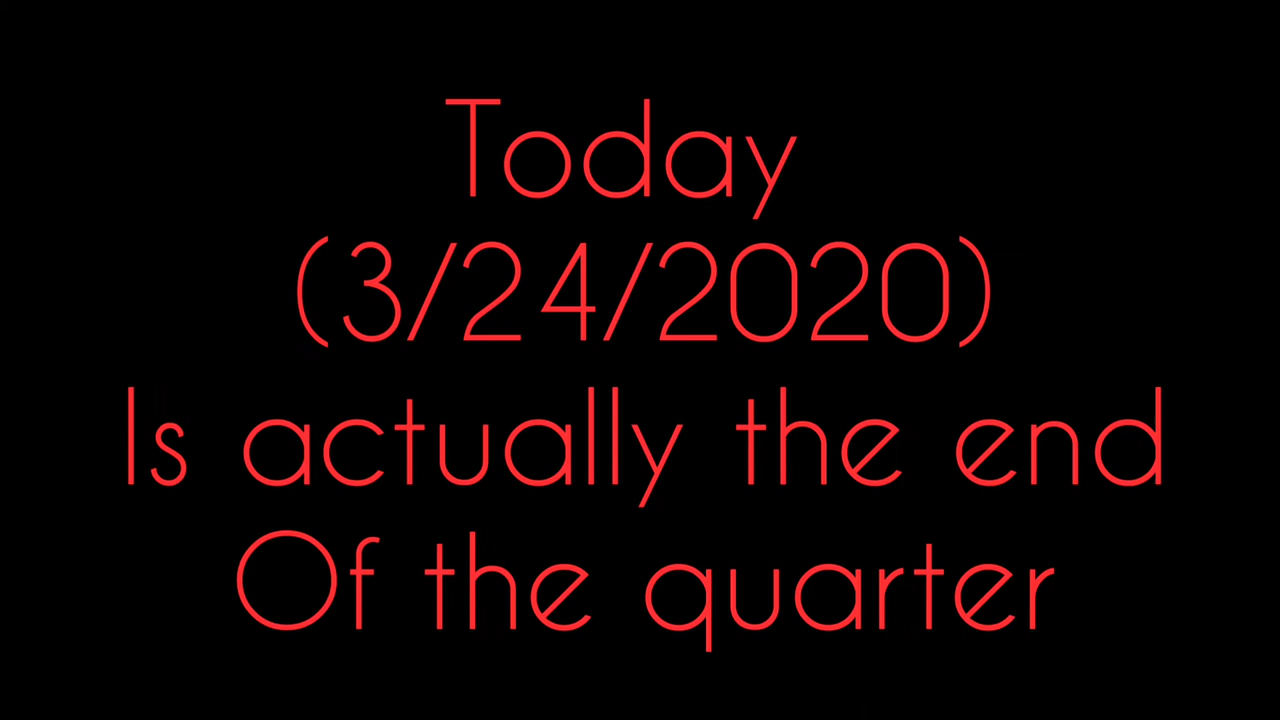 Today
(3/24/2020)
Is actually the end
Of the quarter